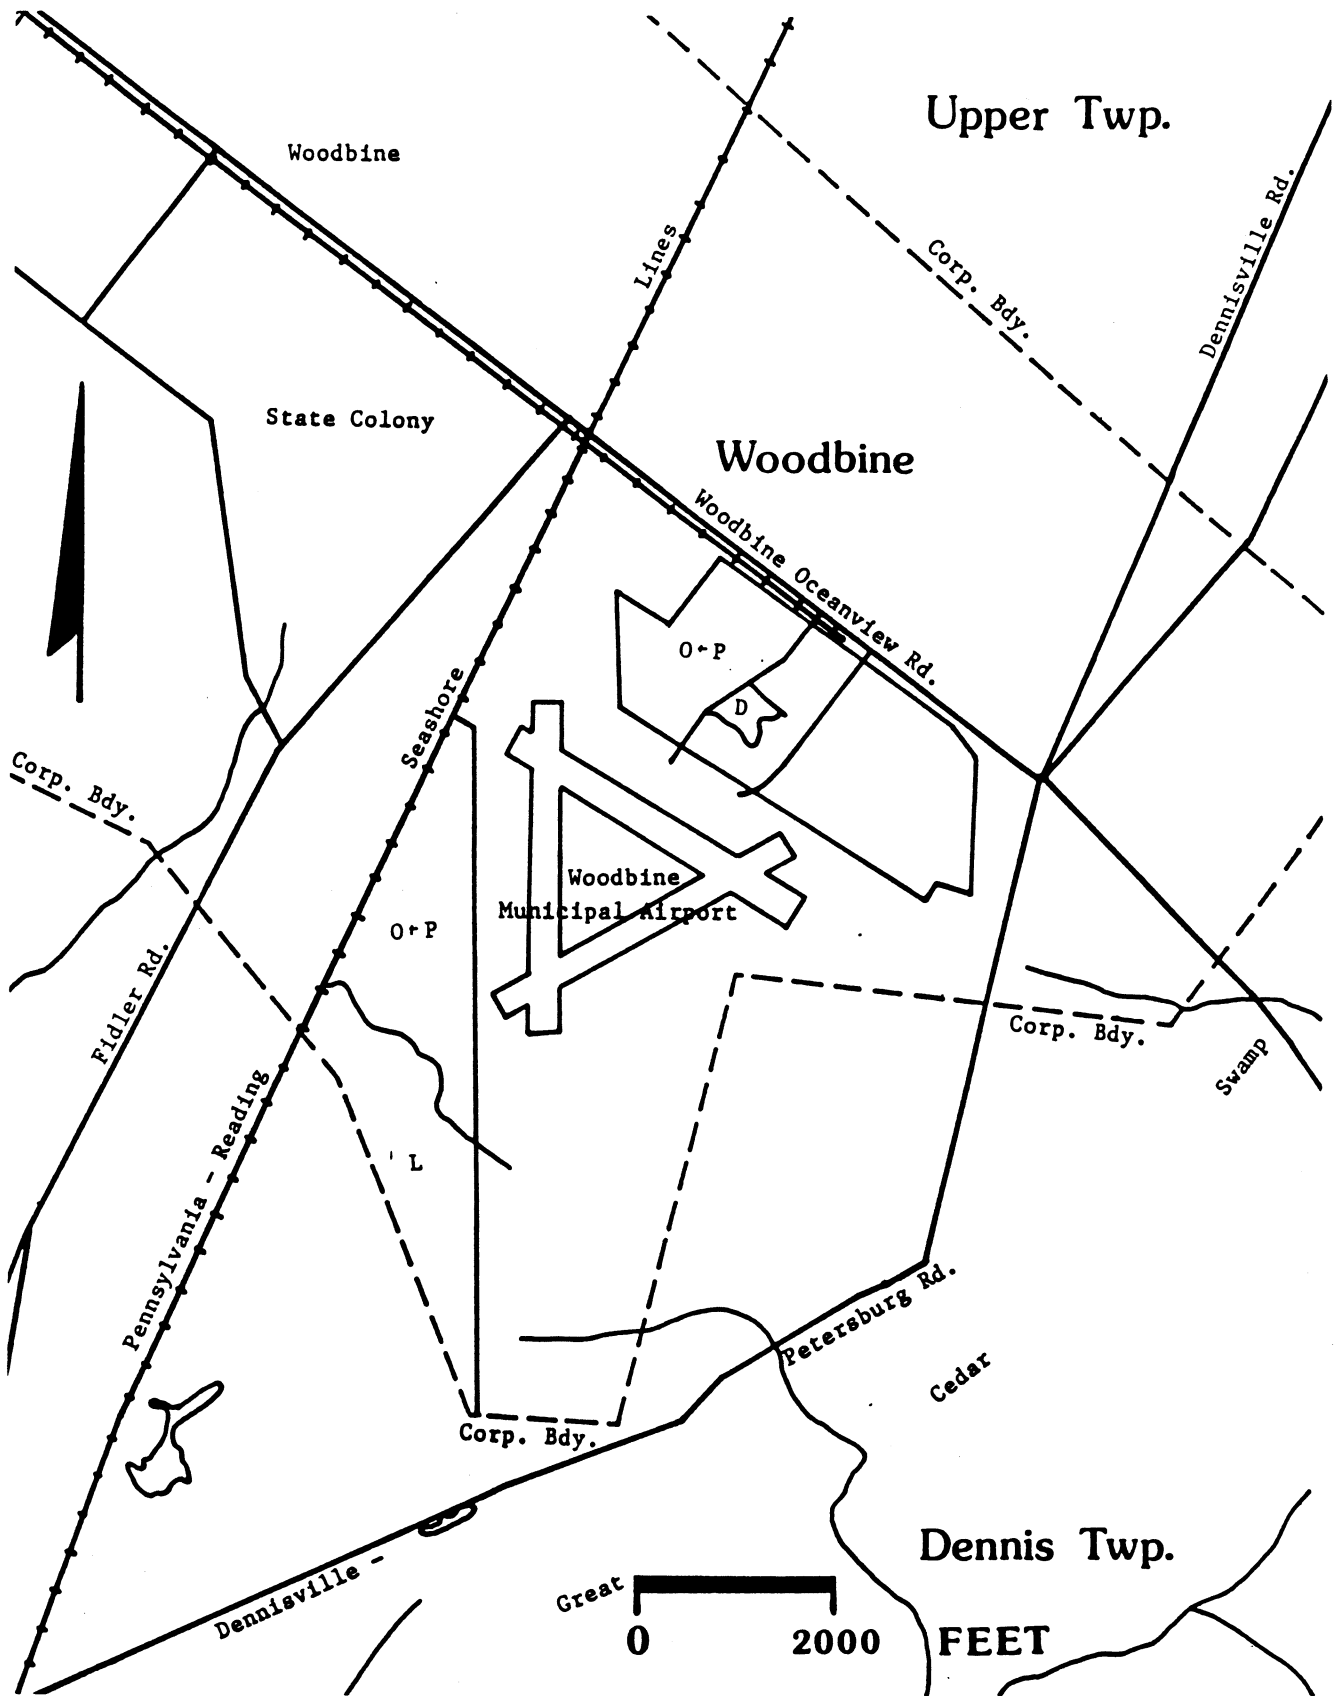 Upper Twp.
Woodbine
Dennisville Rd.
Lines
Corp. Bdy.
State Colony
Woodbine
Woodbine Oceanview Rd.
O+P
D
Seashore
Corp. Bdy.
Woodbine
Municipal Airport
O+P
Fidler Rd.
Corp. Bdy.
Swamp
Pennsylvania - Reading
L
Petersburg Rd.
Cedar
Corp. Bdy.
Dennis Twp.
Dennisville -
Great
0 2000 FEET